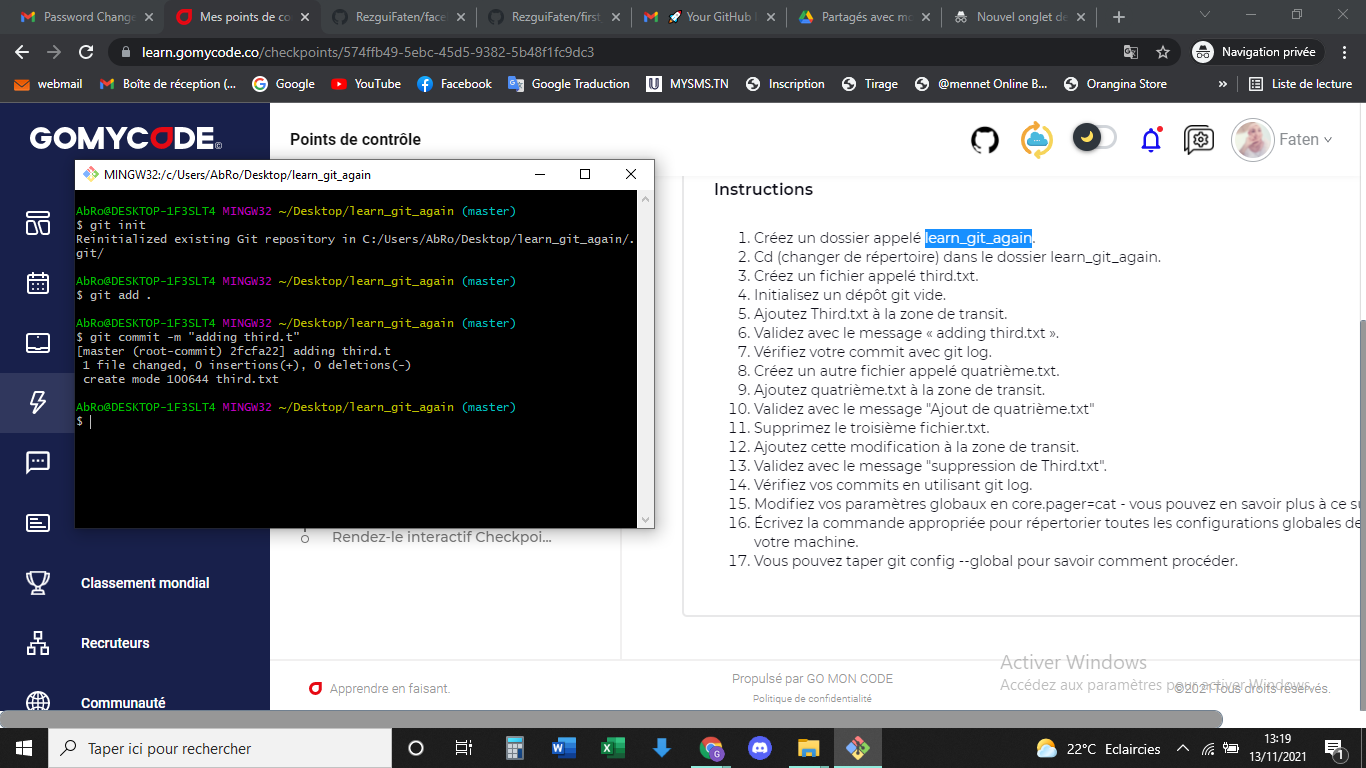 Password Change
Mes points de co
RezguiFaten/face
RezguiFaten/first
🚀 Your GitHub l
Partagés avec mo
Nouvel onglet de
learn.gomycode.co/checkpoints/574ffb49-5ebc-45d5-9382-5b48f1fc9dc3
Navigation privée
webmail
Boîte de réception (...
Google
YouTube
Facebook
Google Traduction
MYSMS.TN
Inscription
Tirage
@mennet Online B...
Orangina Store
»
Liste de lecture
GOMYCODE
Points de contrôle
Faten
MINGW32:/c/Users/AbRo/Desktop/learn_git_again
AbRo@DESKTOP-1F3SLT4 MINGW32 ~/Desktop/learn_git_again (master)
$ git init
Reinitialized existing Git repository in C:/Users/AbRo/Desktop/learn_git_again/.
git/
AbRo@DESKTOP-1F3SLT4 MINGW32 ~/Desktop/learn_git_again (master)
$ git add .
AbRo@DESKTOP-1F3SLT4 MINGW32 ~/Desktop/learn_git_again (master)
$ git commit -m "adding third.t"
[master (root-commit) 2fcfa22] adding third.t
1 file changed, 0 insertions(+), 0 deletions(-)
create mode 100644 third.txt
AbRo@DESKTOP-1F3SLT4 MINGW32 ~/Desktop/learn_git_again (master)
$
Instructions
1. Créez un dossier appelé learn_git_again.
2. Cd (changer de répertoire) dans le dossier learn_git_again.
3. Créez un fichier appelé third.txt.
4. Initialisez un dépôt git vide.
5. Ajoutez Third.txt à la zone de transit.
6. Validez avec le message « adding third.txt ».
7. Vérifiez votre commit avec git log.
8. Créez un autre fichier appelé quatrième.txt.
9. Ajoutez quatrième.txt à la zone de transit.
10. Validez avec le message "Ajout de quatrième.txt"
11. Supprimez le troisième fichier.txt.
12. Ajoutez cette modification à la zone de transit.
13. Validez avec le message "suppression de Third.txt".
14. Vérifiez vos commits en utilisant git log.
15. Modifiez vos paramètres globaux en core.pager=cat - vous pouvez en savoir plus à ce su
16. Écrivez la commande appropriée pour répertorier toutes les configurations globales de
votre machine.
17. Vous pouvez taper git config --global pour savoir comment procéder.
Rendez-le interactif Checkpoi...
Classement mondial
Recruteurs
Communauté
Apprendre en faisant.
Propulsé par GO MON CODE
Politique de confidentialité
©2021 Tous droits réservés.
Activer Windows
Accédez aux paramètres pour activer Windows.
Taper ici pour rechercher
22°C Eclaircies
13:19
13/11/2021
1